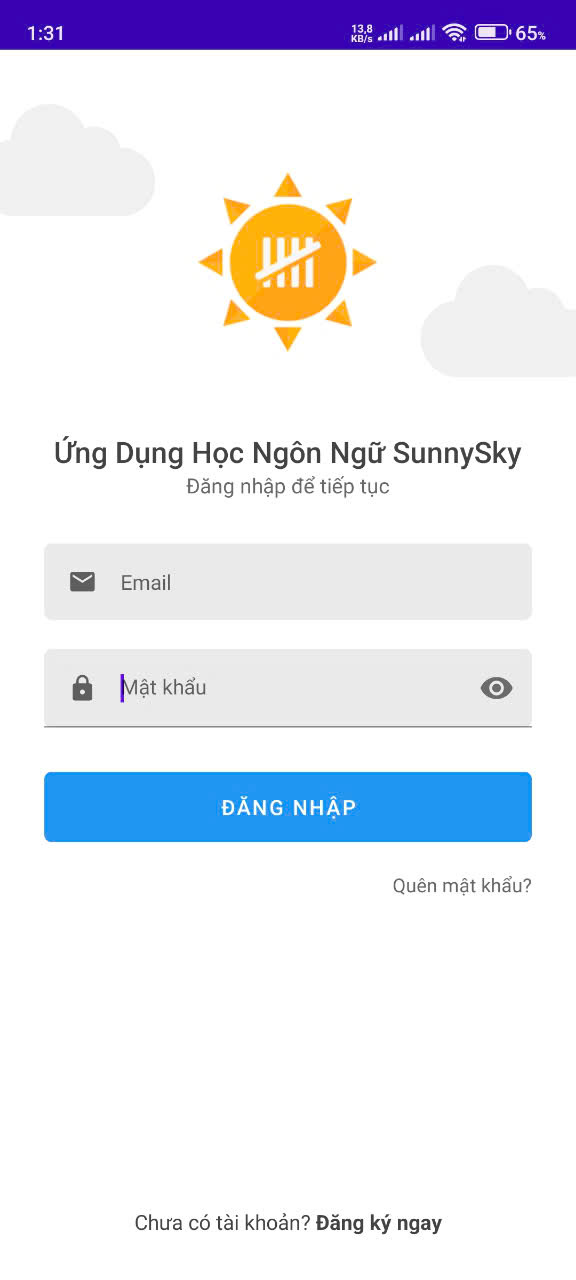 1:31
13,8
KB/s
65%
Ứng Dụng Học Ngôn Ngữ SunnySky
Đăng nhập để tiếp tục
Email
Mật khẩu
ĐĂNG NHẬP
Quên mật khẩu?
Chưa có tài khoản? Đăng ký ngay